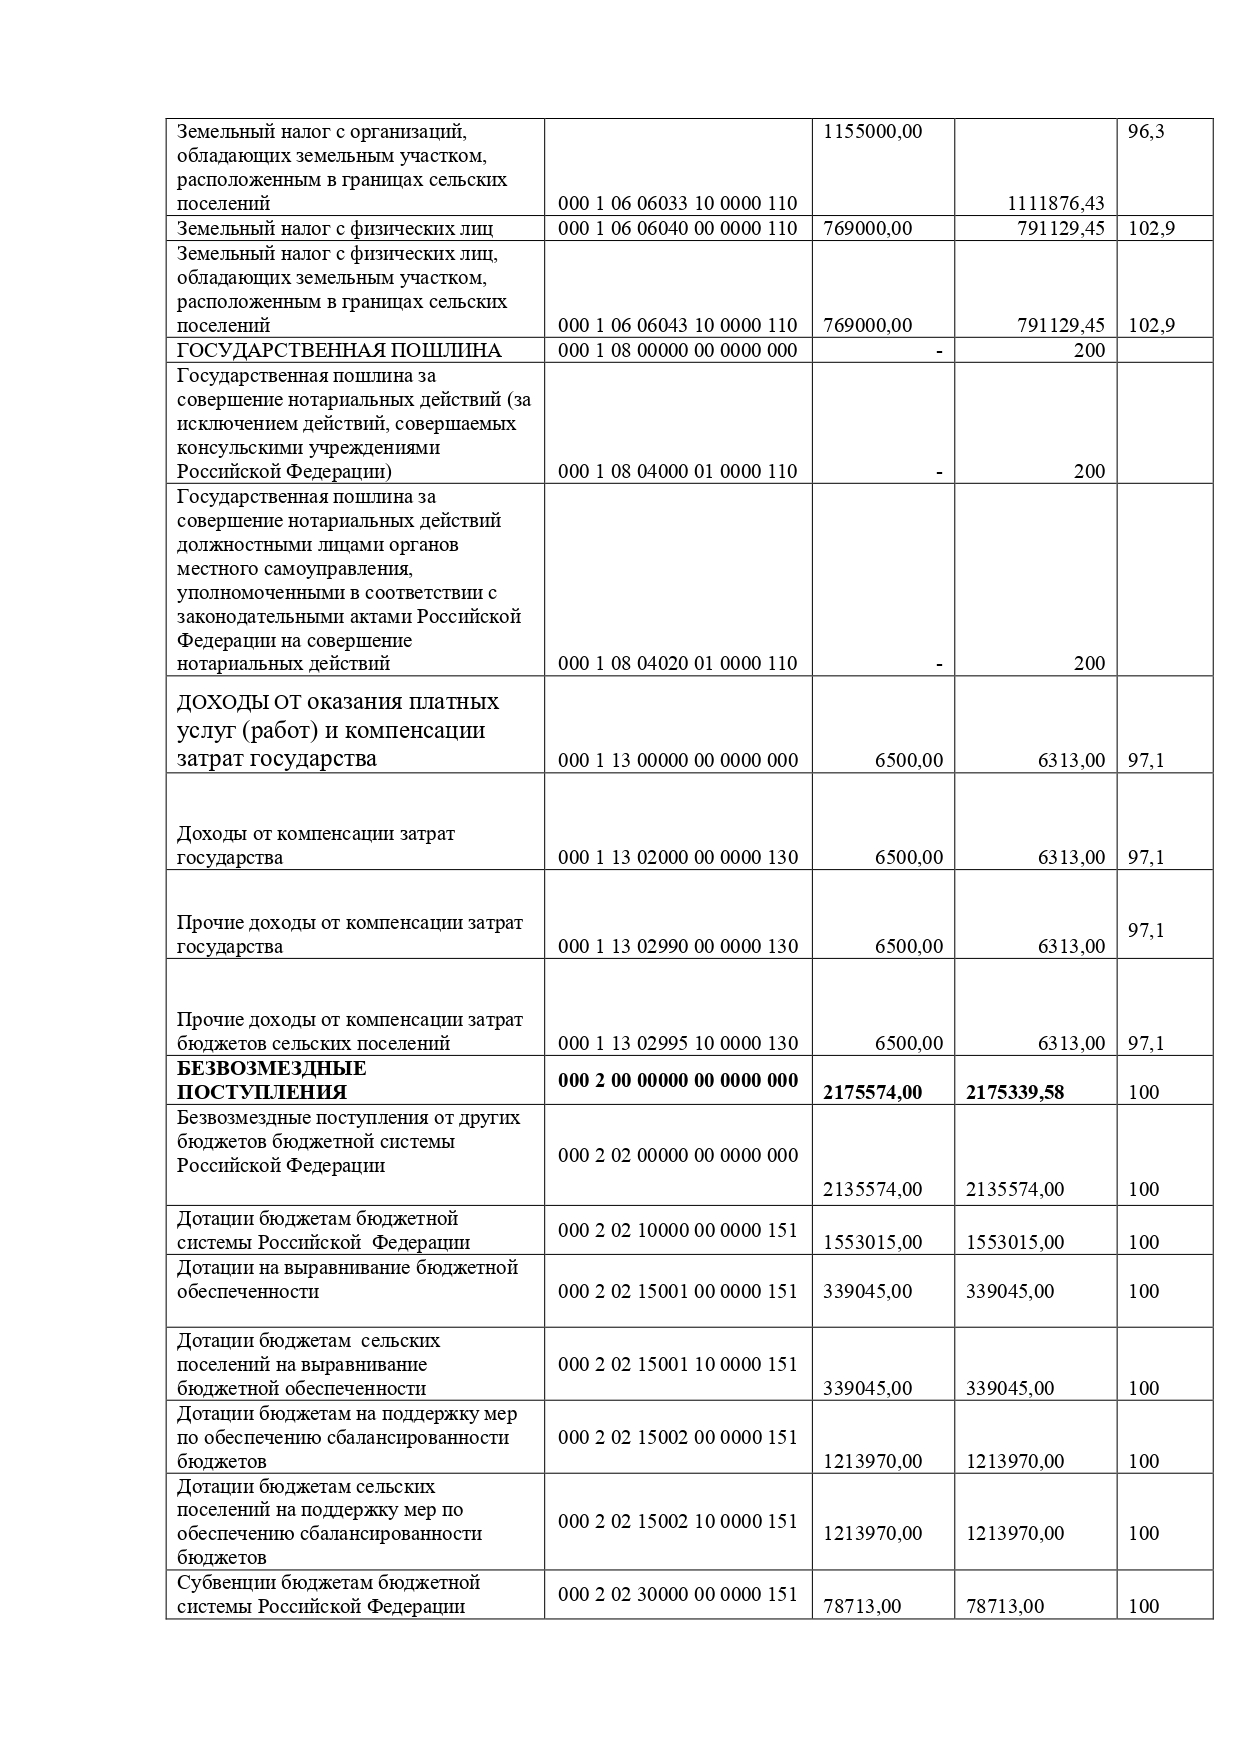 Земельный налог с организаций,
обладающих земельным участком,
расположенным в границах сельских
поселений
000 1 06 06033 10 0000 110
1155000,00
1111876,43
96,3
Земельный налог с физических лиц
000 1 06 06040 00 0000 110
769000,00
791129,45
102,9
Земельный налог с физических лиц,
обладающих земельным участком,
расположенным в границах сельских
поселений
000 1 06 06043 10 0000 110
769000,00
791129,45
102,9
ГОСУДАРСТВЕННАЯ ПОШЛИНА
000 1 08 00000 00 0000 000
-
200
Государственная пошлина за
совершение нотариальных действий (за
исключением действий, совершаемых
консульскими учреждениями
Российской Федерации)
000 1 08 04000 01 0000 110
-
200
Государственная пошлина за
совершение нотариальных действий
должностными лицами органов
местного самоуправления,
уполномоченными в соответствии с
законодательными актами Российской
Федерации на совершение
нотариальных действий
000 1 08 04020 01 0000 110
-
200
ДОХОДЫ ОТ оказания платных
услуг (работ) и компенсации
затрат государства
000 1 13 00000 00 0000 000
6500,00
6313,00
97,1
Доходы от компенсации затрат
государства
000 1 13 02000 00 0000 130
6500,00
6313,00
97,1
Прочие доходы от компенсации затрат
государства
000 1 13 02990 00 0000 130
6500,00
6313,00
97,1
Прочие доходы от компенсации затрат
бюджетов сельских поселений
000 1 13 02995 10 0000 130
6500,00
6313,00
97,1
БЕЗВОЗМЕЗДНЫЕ
ПОСТУПЛЕНИЯ
000 2 00 00000 00 0000 000
2175574,00
2175339,58
100
Безвозмездные поступления от других
бюджетов бюджетной системы
Российской Федерации
000 2 02 00000 00 0000 000
2135574,00
2135574,00
100
Дотации бюджетам бюджетной
системы Российской Федерации
000 2 02 10000 00 0000 151
1553015,00
1553015,00
100
Дотации на выравнивание бюджетной
обеспеченности
000 2 02 15001 00 0000 151
339045,00
339045,00
100
Дотации бюджетам сельских
поселений на выравнивание
бюджетной обеспеченности
000 2 02 15001 10 0000 151
339045,00
339045,00
100
Дотации бюджетам на поддержку мер
по обеспечению сбалансированности
бюджетов
000 2 02 15002 00 0000 151
1213970,00
1213970,00
100
Дотации бюджетам сельских
поселений на поддержку мер по
обеспечению сбалансированности
бюджетов
000 2 02 15002 10 0000 151
1213970,00
1213970,00
100
Субвенции бюджетам бюджетной
системы Российской Федерации
000 2 02 30000 00 0000 151
78713,00
78713,00
100